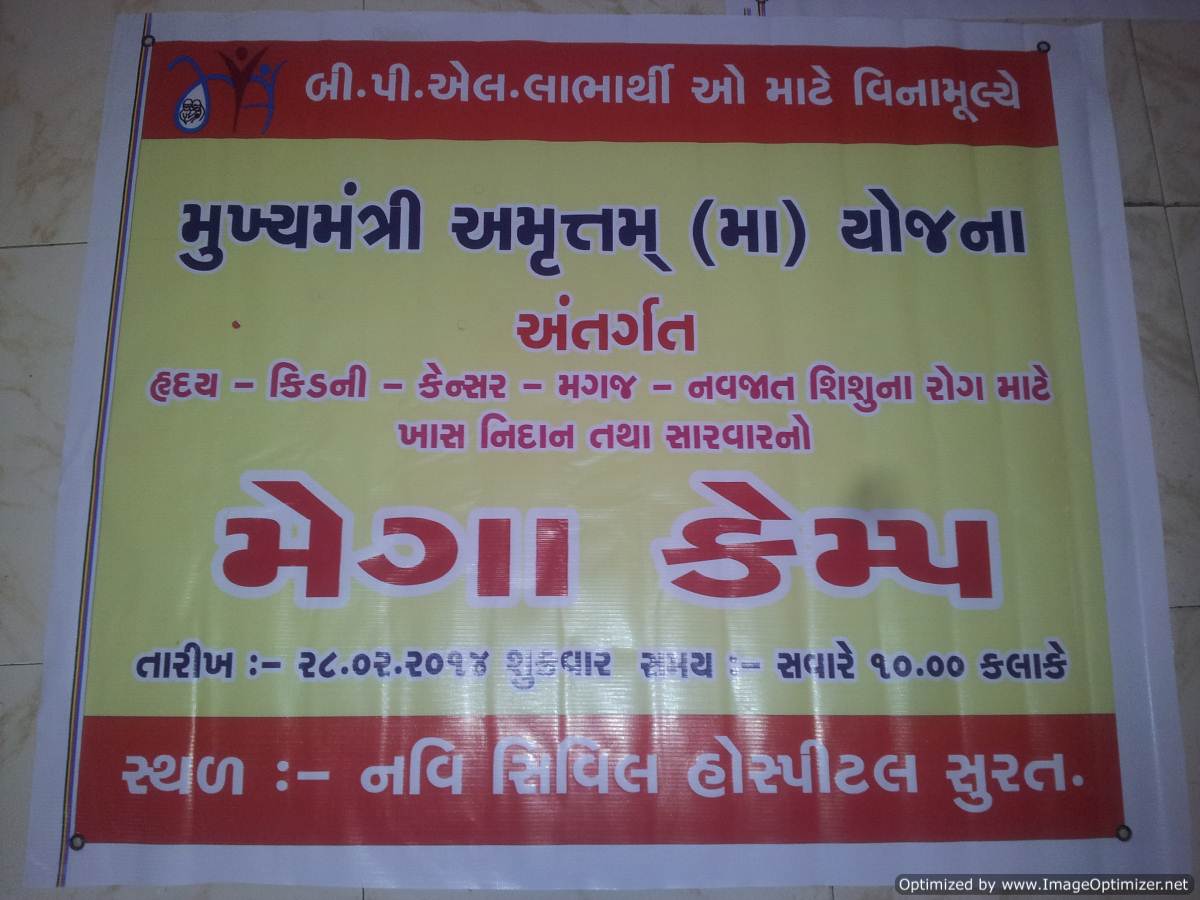 બી.પી.એલ.લાભાર્થી ઓ માટે વિનામૂલ્યે
મુખ્યમંત્રી અમૃત્તમ્ (મા) યોજના
અંતર્ગત
હૃદય – કિડની – કેન્સર – મગજ – નવજાત શિશુના રોગ માટે
ખાસ નિદાન તથા સારવારનો
મેગા કેમ્પ
તારીખ :– ૨૮.૦૨.૨૦૧૪ શુક્રવાર સમય :– સવારે ૧૦.૦૦ કલાકે
સ્થળ :– નવિ સિવિલ હોસ્પીટલ સુરત.
Optimized by www.ImageOptimizer.net